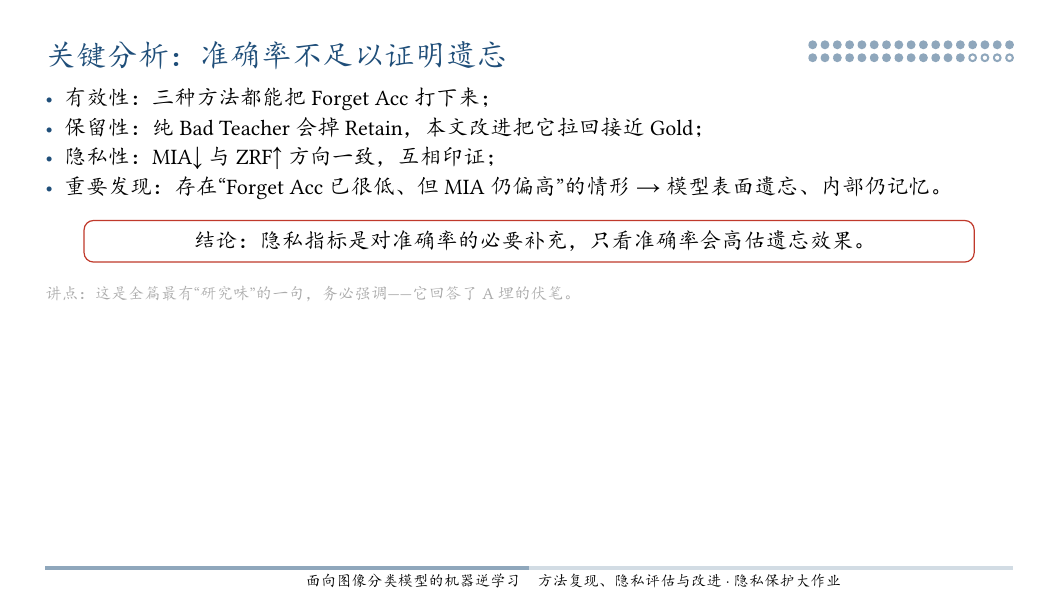 关键分析：准确率不足以证明遗忘
• 有效性：三种方法都能把 Forget Acc 打下来；
• 保留性：纯 Bad Teacher 会掉 Retain，本文改进把它拉回接近 Gold；
• 隐私性：MIA↓ 与 ZRF↑ 方向一致，互相印证；
• 重要发现：存在“Forget Acc 已很低、但 MIA 仍偏高”的情形 → 模型表面遗忘、内部仍记忆。
结论：隐私指标是对准确率的必要补充，只看准确率会高估遗忘效果。
讲点：这是全篇最有“研究味”的一句，务必强调——它回答了 A 埋的伏笔。
面向图像分类模型的机器逆学习 方法复现、隐私评估与改进 · 隐私保护大作业